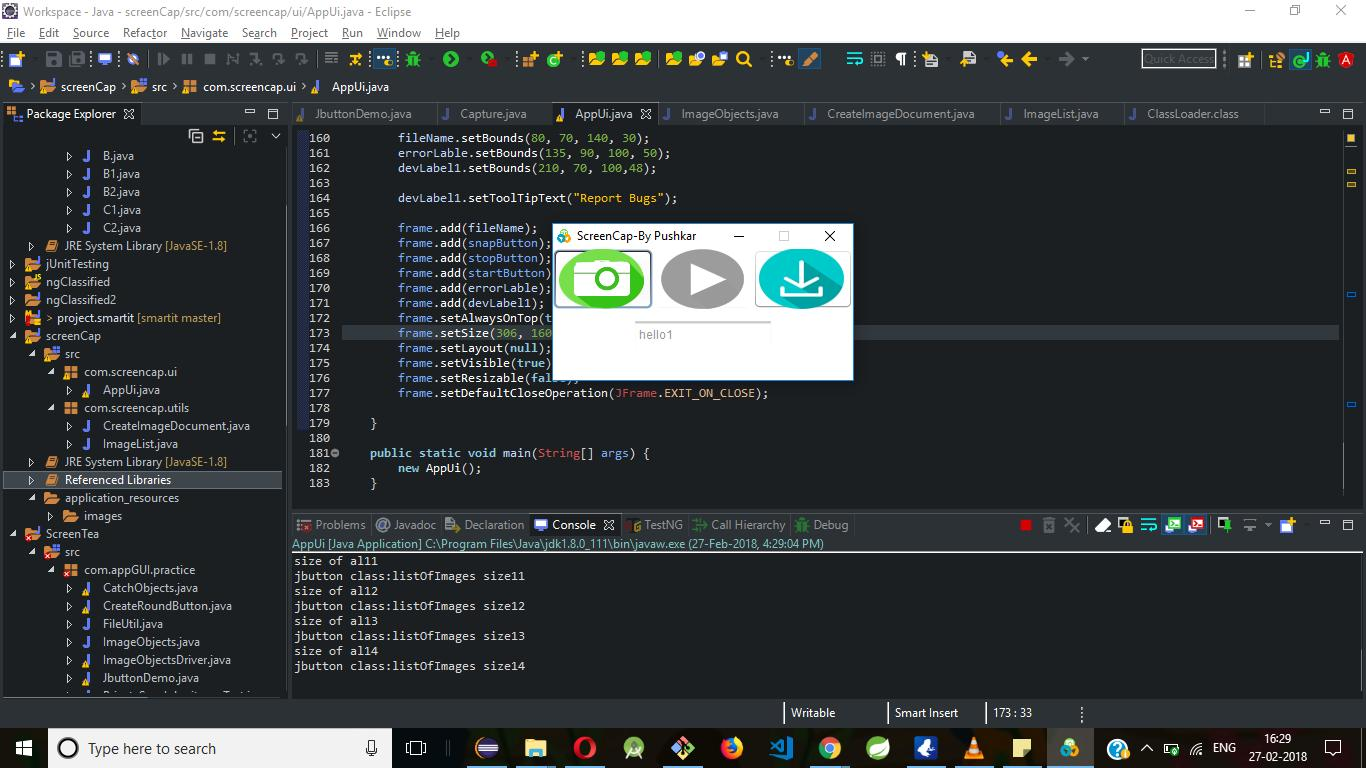 Workspace - Java - screenCap/src/com/screencap/ui/AppUi.java - Eclipse
File Edit Source Refactor Navigate Search Project Run Window Help
Quick Access
screenCap src com.screencap.ui AppUi.java
Package Explorer
B.java
B1.java
B2.java
C1.java
C2.java
JRE System Library [JavaSE-1.8]
jUnitTesting
ngClassified
ngClassified2
> project.smartit [smartit master]
screenCap
src
com.screencap.ui
AppUi.java
com.screencap.utils
CreateImageDocument.java
ImageList.java
JRE System Library [JavaSE-1.8]
Referenced Libraries
application_resources
images
ScreenTea
src
com.appGUI.practice
CatchObjects.java
CreateRoundButton.java
FileUtil.java
ImageObjects.java
ImageObjectsDriver.java
JbuttonDemo.java
JbuttonDemo.java Capture.java AppUi.java ImageObjects.java CreateImageDocument.java ImageList.java ClassLoader.class
160 fileName.setBounds(80, 70, 140, 30);
161 errorLable.setBounds(135, 90, 100, 50);
162 devLabel1.setBounds(210, 70, 100,48);
163
164 devLabel1.setToolTipText("Report Bugs");
165
166 frame.add(fileName);
167 frame.add(snapButton);
168 frame.add(stopButton);
169 frame.add(startButton)
170 frame.add(errorLable);
171 frame.add(devLabel1);
172 frame.setAlwaysOnTop(t
173 frame.setSize(306, 160
174 frame.setLayout(null);
175 frame.setVisible(true)
176 frame.setResizable(false);
177 frame.setDefaultCloseOperation(JFrame.EXIT_ON_CLOSE);
178
179 }
180
181 public static void main(String[] args) {
182 new AppUi();
183 }
ScreenCap-By Pushkar
hello1
Problems Javadoc Declaration Console TestNG Call Hierarchy Debug
AppUi [Java Application] C:\Program Files\Java\jdk1.8.0_111\bin\javaw.exe (27-Feb-2018, 4:29:04 PM)
size of al11
jbutton class:listOfImages size11
size of al12
jbutton class:listOfImages size12
size of al13
jbutton class:listOfImages size13
size of al14
jbutton class:listOfImages size14
Writable Smart Insert 173 : 33
Type here to search
ENG
16:29
27-02-2018